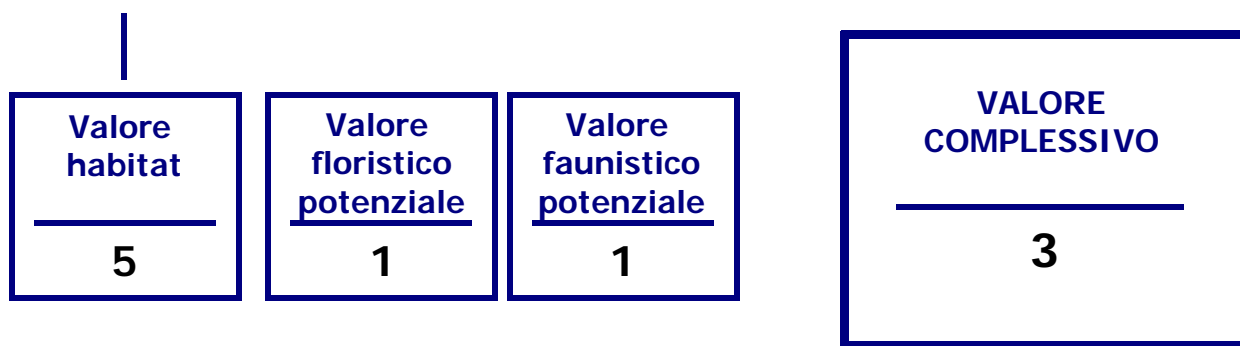 Valore
habitat
5
Valore
floristico
potenziale
1
Valore
faunistico
potenziale
1
VALORE
COMPLESSIVO
3